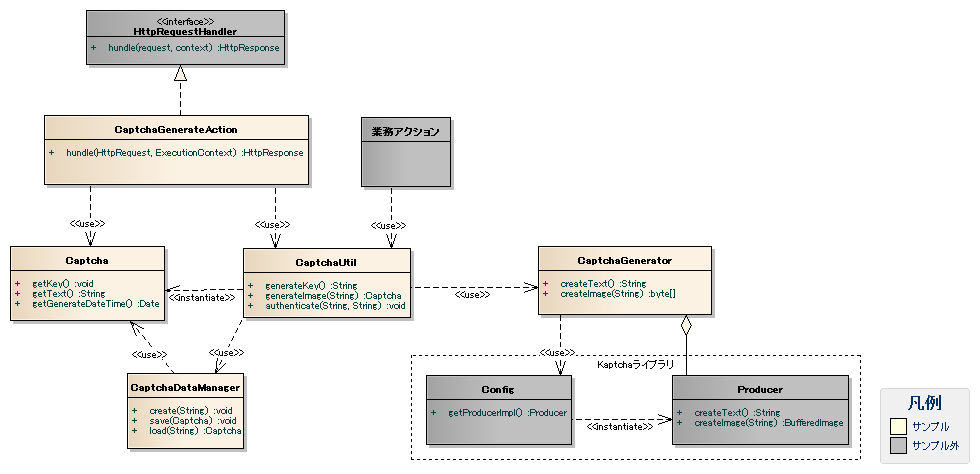 <<interface>>
HttpRequestHandler
+ hundle(request, context) :HttpResponse
CaptchaGenerateAction
+ hundle(HttpRequest, ExecutionContext) :HttpResponse
業務アクション
<<use>>
<<use>>
<<use>>
Captcha
+ getKey() :void
+ getText() :String
+ getGenerateDateTime() :Date
<<instantiate>>
CaptchaUtil
+ generateKey() :String
+ generateImage(String) :Captcha
+ authenticate(String, String) :void
<<use>>
CaptchaGenerator
+ createText() :String
+ createImage(String) :byte[]
<<use>>
<<use>>
<<use>>
CaptchaDataManager
+ create(String) :void
+ save(Captcha) :void
+ load(String) :Captcha
Kaptchaライブラリ
Config
+ getProducerImpl() :Producer
<<instantiate>>
Producer
+ createText() :String
+ createImage(String) :BufferedImage
凡例
サンプル
サンプル外